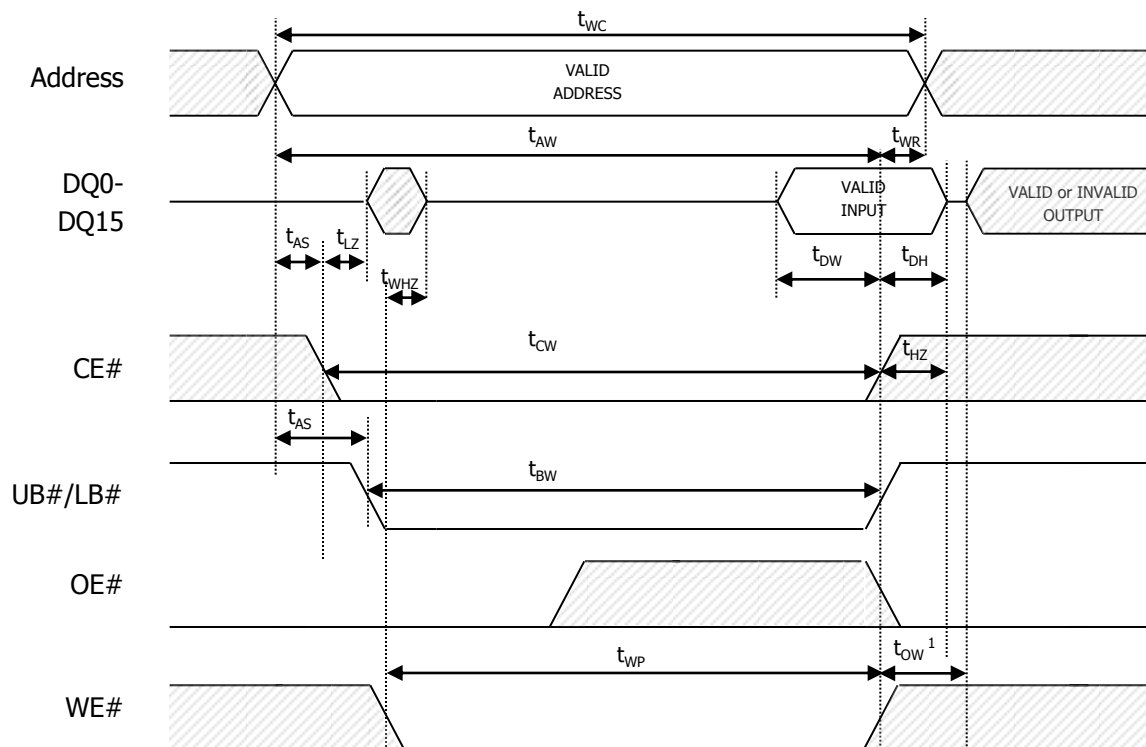 tWC
Address
VALID
ADDRESS
tAW
tWR
DQ0-
DQ15
VALID
INPUT
VALID or INVALID
OUTPUT
tAS
tLZ
tWHZ
tDW
tDH
CE#
tCW
tHZ
tAS
UB#/LB#
tBW
OE#
tWP
tOW 1
WE#